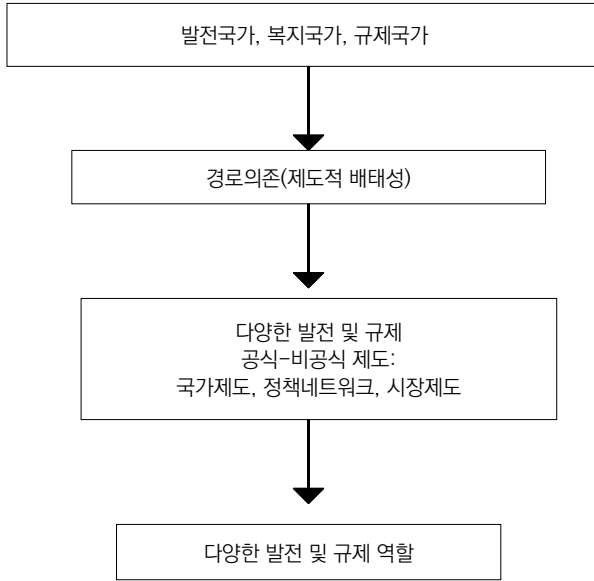 발전국가, 복지국가, 규제국가
경로의존(제도적 배태성)
다양한 발전 및 규제
공식-비공식 제도:
국가제도, 정책네트워크, 시장제도
다양한 발전 및 규제 역할